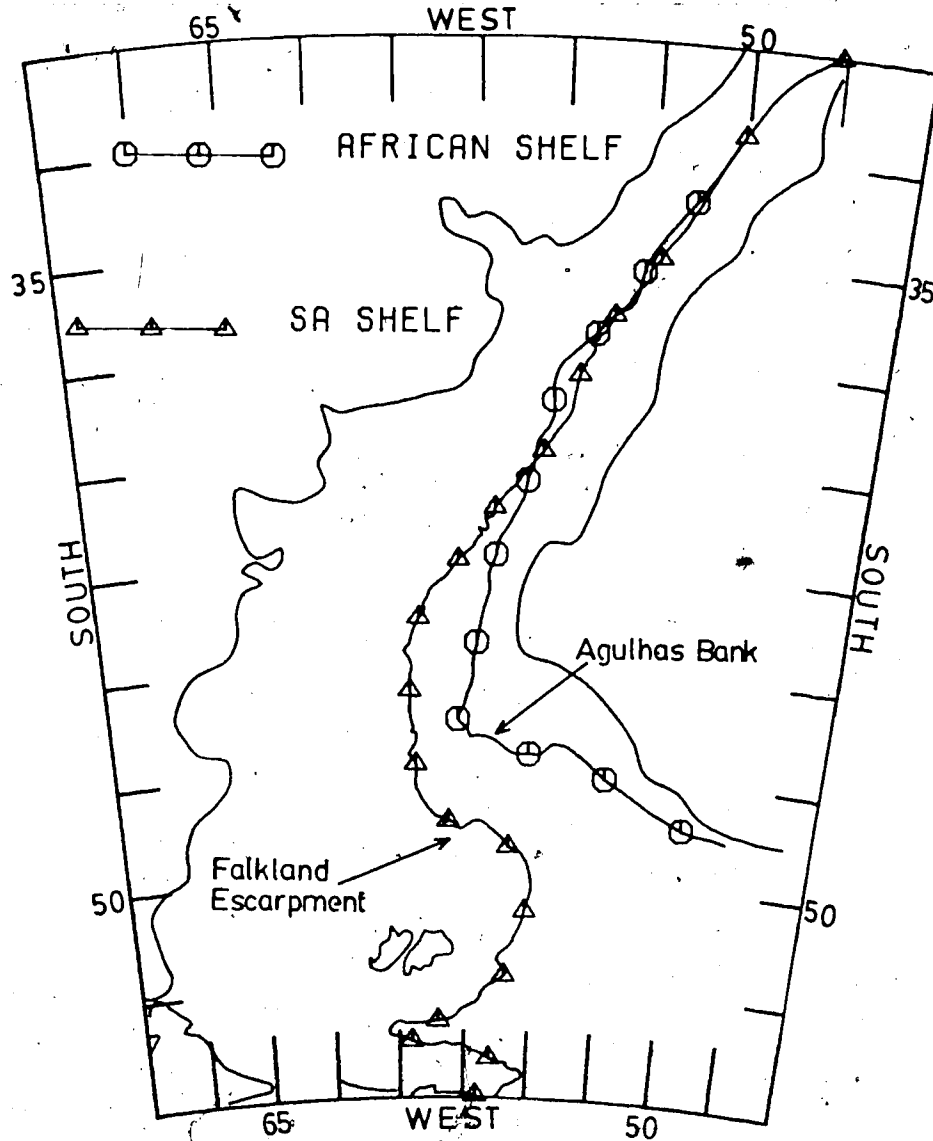 WEST
65
50
AFRICAN SHELF
35
35
SA SHELF
SOUTH
SOUTH
Agulhas Bank
Falkland
Escarpment
50
50
65
WEST
50